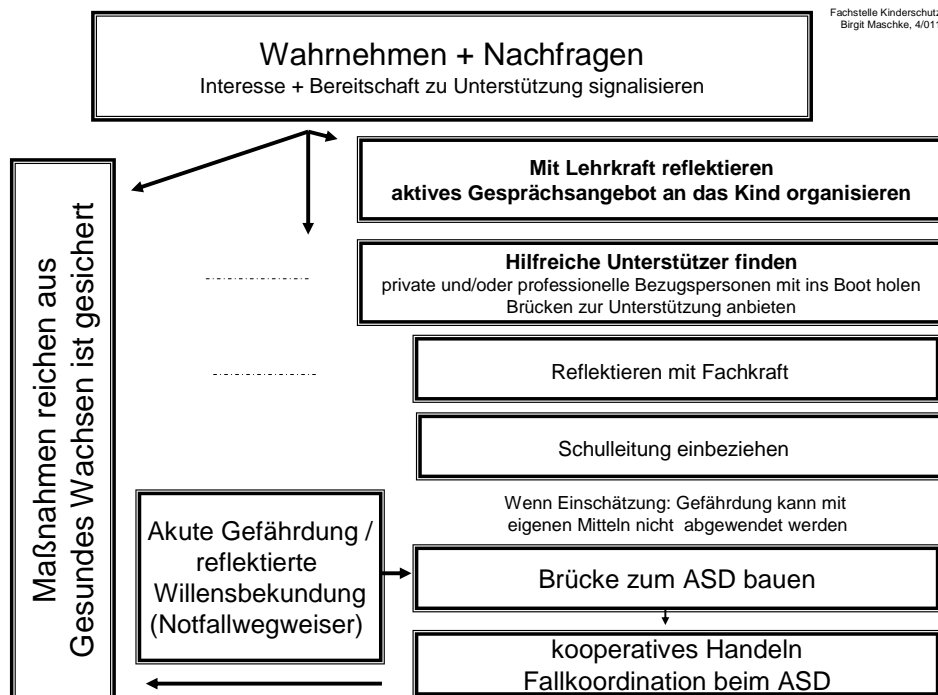 Fachstelle Kinderschutz
Birgit Maschke, 4/011
Wahrnehmen + Nachfragen
Interesse + Bereitschaft zu Unterstützung signalisieren
Mit Lehrkraft reflektieren
aktives Gesprächsangebot an das Kind organisieren
Hilfreiche Unterstützer finden
private und/oder professionelle Bezugspersonen mit ins Boot holen
Brücken zur Unterstützung anbieten
Reflektieren mit Fachkraft
Schulleitung einbeziehen
Wenn Einschätzung: Gefährdung kann mit
eigenen Mitteln nicht abgewendet werden
Maßnahmen reichen aus
Gesundes Wachsen ist gesichert
Akute Gefährdung /
reflektierte
Willensbekundung
(Notfallwegweiser)
Brücke zum ASD bauen
kooperatives Handeln
Fallkoordination beim ASD